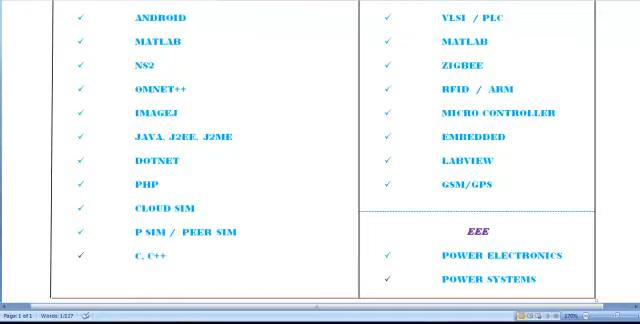 ANDROID
MATLAB
NS2
OMNET++
IMAGEJ
JAVA, J2EE, J2ME
DOTNET
PHP
CLOUD SIM
P SIM / PEER SIM
C, C++
VLSI / PLC
MATLAB
ZIGBEE
RFID / ARM
MICRO CONTROLLER
EMBEDDED
LABVIEW
GSM/GPS
EEE
POWER ELECTRONICS
POWER SYSTEMS
Page: 1 of 1 Words: 1/227 170%